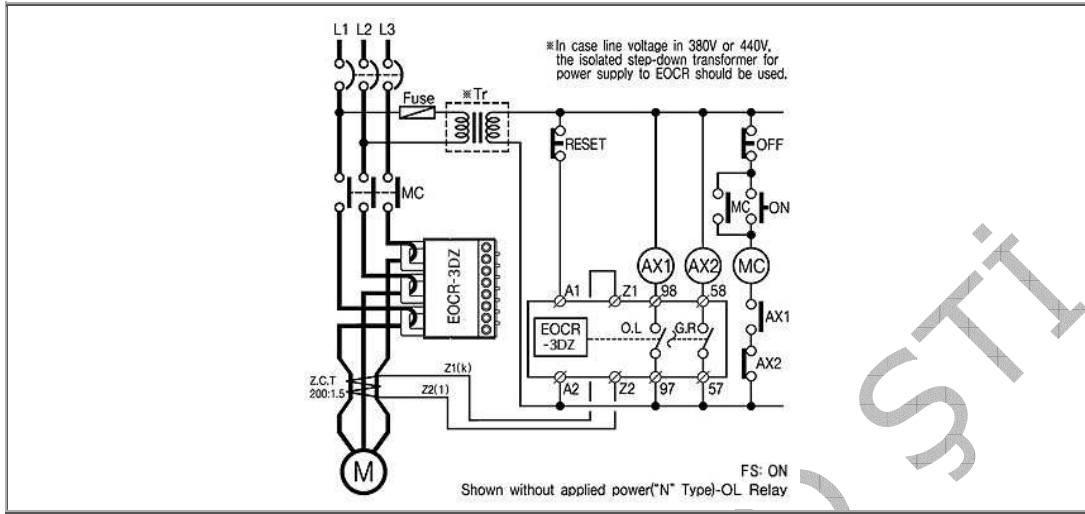 L1 L2 L3
※In case line voltage in 380V or 440V,
the isolated step-down transformer for
power supply to EOCR should be used.
Fuse
※Tr
RESET
OFF
MC
MC
ON
EOCR-3DZ
AX1
AX2
MC
A1
Z1
98
58
AX1
EOCR
-3DZ
O.L
G.R
AX2
Z1(k)
Z.C.T
200:1.5
Z2(1)
A2
Z2
97
57
M
FS: ON
Shown without applied power("N" Type)-OL Relay
ŞTİ